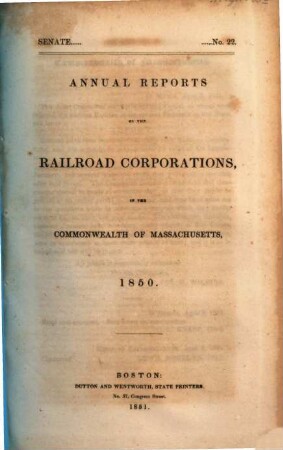 SENATE..... .....No. 22.
ANNUAL REPORTS
OF THE
RAILROAD CORPORATIONS,
IN THE
COMMONWEALTH OF MASSACHUSETTS,
1850.
BOSTON:
DUTTON AND WENTWORTH, STATE PRINTERS,
No. 37, Congress Street.
1851.